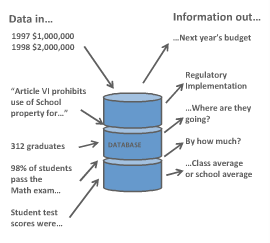 Data in...
Information out...
1997 $1,000,000
1998 $2,000,000
...Next year's budget
Regulatory
Implementation
"Article VI prohibits
use of School
property for..."
...Where are they
going?
312 graduates
DATABASE
By how much?
98% of students
pass the
Math exam...
...Class average
or school average
Student test
scores were...